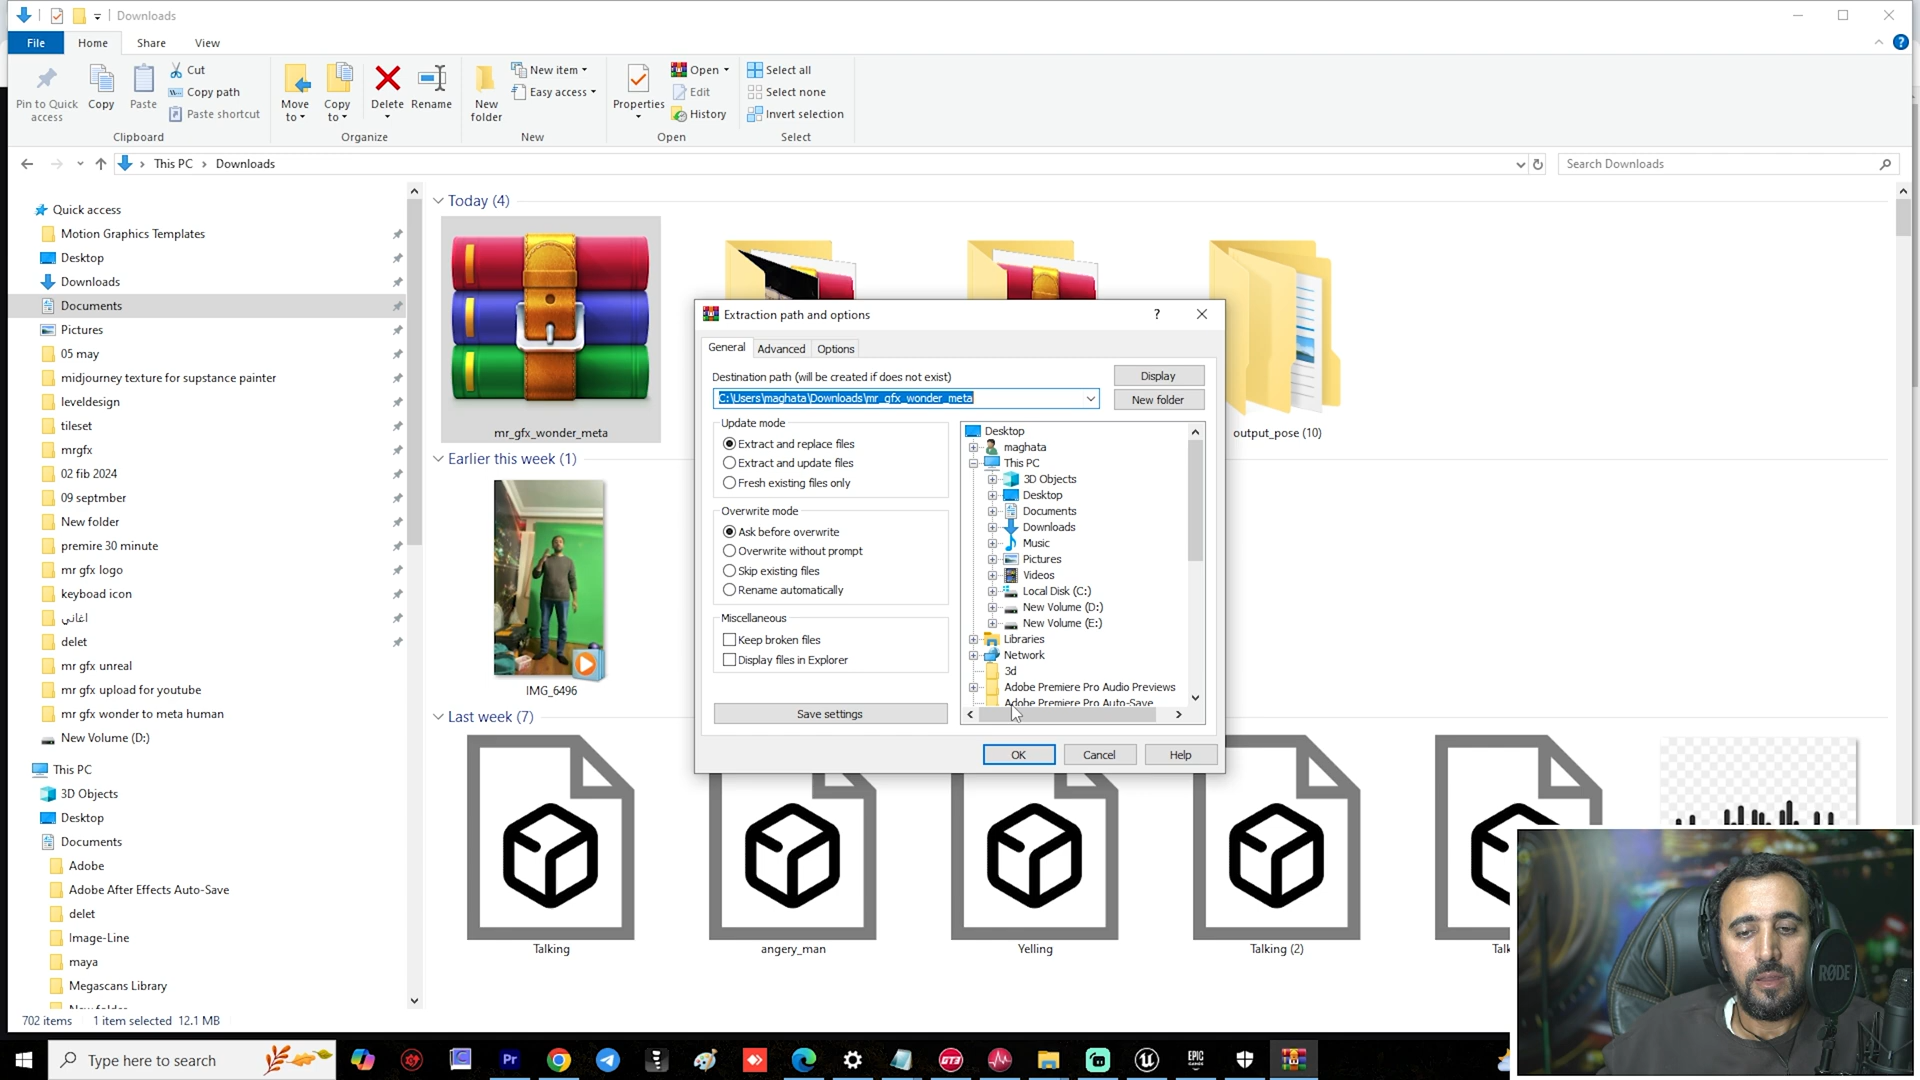 Downloads
File
Home
Share
View
Pin to Quick access
Copy
Paste
Cut
Copy path
Paste shortcut
Clipboard
Move to
Copy to
Delete
Rename
Organize
New folder
New item
Easy access
New
Properties
Open
Edit
History
Open
Select all
Select none
Invert selection
Select
This PC
Downloads
Search Downloads
Quick access
Motion Graphics Templates
Desktop
Downloads
Documents
Pictures
05 may
midjourney texture for supstance painter
leveldesign
tileset
mrgfx
02 fib 2024
09 septmber
New folder
premire 30 minute
mr gfx logo
keyboad icon
اغاني
delet
mr gfx unreal
mr gfx upload for youtube
mr gfx wonder to meta human
New Volume (D:)
This PC
3D Objects
Desktop
Documents
Adobe
Adobe After Effects Auto-Save
delet
Image-Line
maya
Megascans Library
Today (4)
mr_gfx_wonder_meta
output_pose (10)
Earlier this week (1)
IMG_6496
Last week (7)
Talking
angery_man
Yelling
Talking (2)
Extraction path and options
?
General
Advanced
Options
Destination path (will be created if does not exist)
C:\Users\maghata\Downloads\mr_gfx_wonder_meta
Display
New folder
Update mode
Extract and replace files
Extract and update files
Fresh existing files only
Overwrite mode
Ask before overwrite
Overwrite without prompt
Skip existing files
Rename automatically
Miscellaneous
Keep broken files
Display files in Explorer
Save settings
Desktop
maghata
This PC
3D Objects
Desktop
Documents
Downloads
Music
Pictures
Videos
Local Disk (C:)
New Volume (D:)
New Volume (E:)
Libraries
Network
3d
Adobe Premiere Pro Audio Previews
Adobe Premiere Pro Auto-Save
OK
Cancel
Help
702 items
1 item selected 12.1 MB
Type here to search
Pr
GT3
EPIC
RØDE